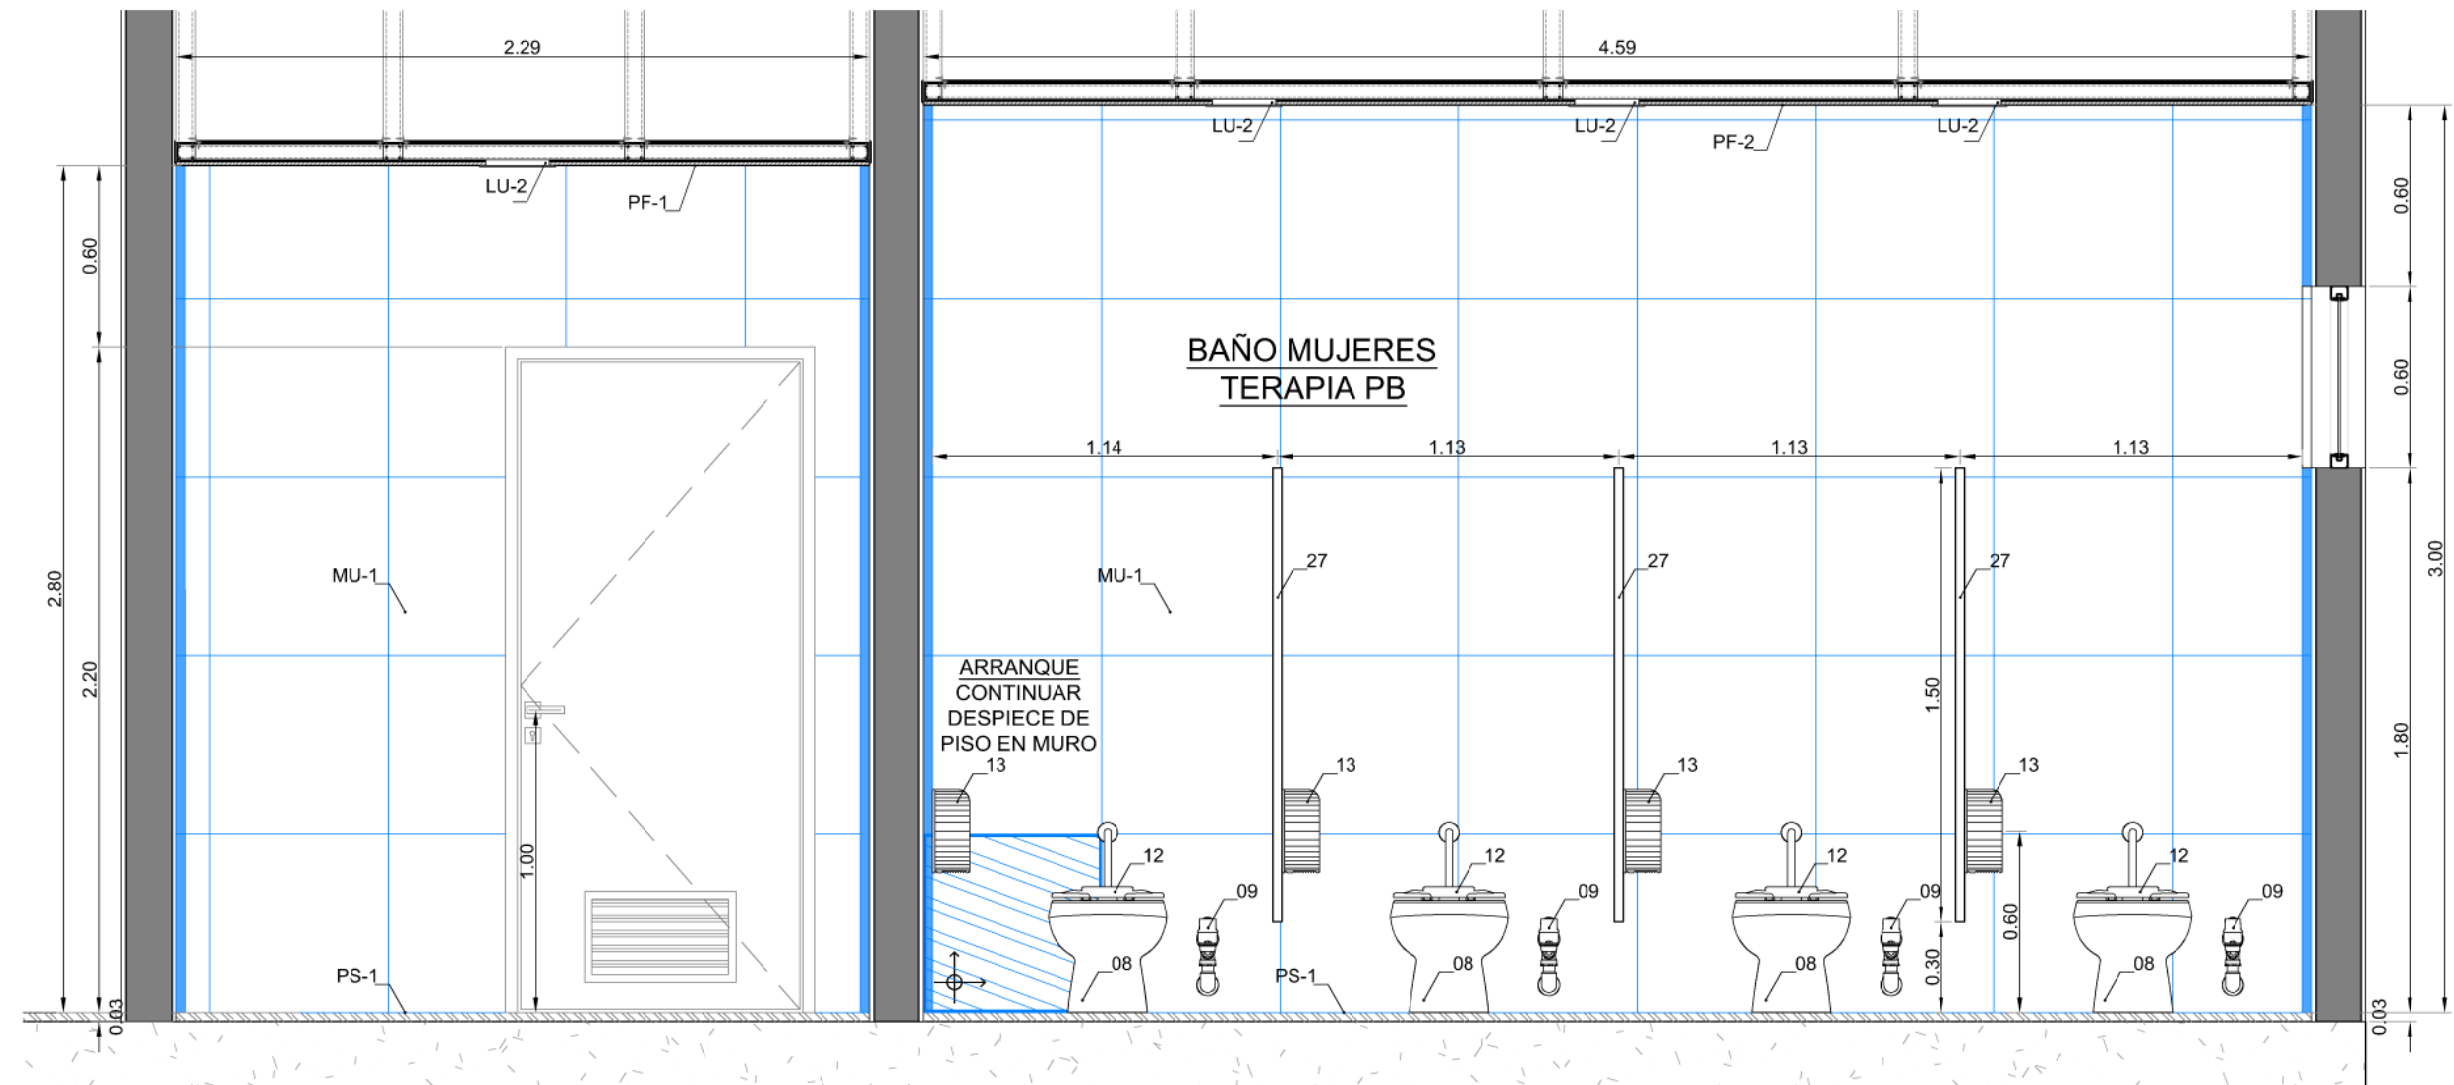 2.29
4.59
LU-2
LU-2
LU-2
PF-2
LU-2
PF-1
0.60
0.60
BAÑO MUJERES
TERAPIA PB
0.60
1.14
1.13
1.13
1.13
27
27
27
MU-1
MU-1
2.80
3.00
2.20
1.50
1.80
ARRANQUE
CONTINUAR
DESPIECE DE
PISO EN MURO
13
13
13
13
1.00
12
12
12
12
09
09
09
09
0.60
0.30
08
08
08
08
PS-1
PS-1
0.03
0.03